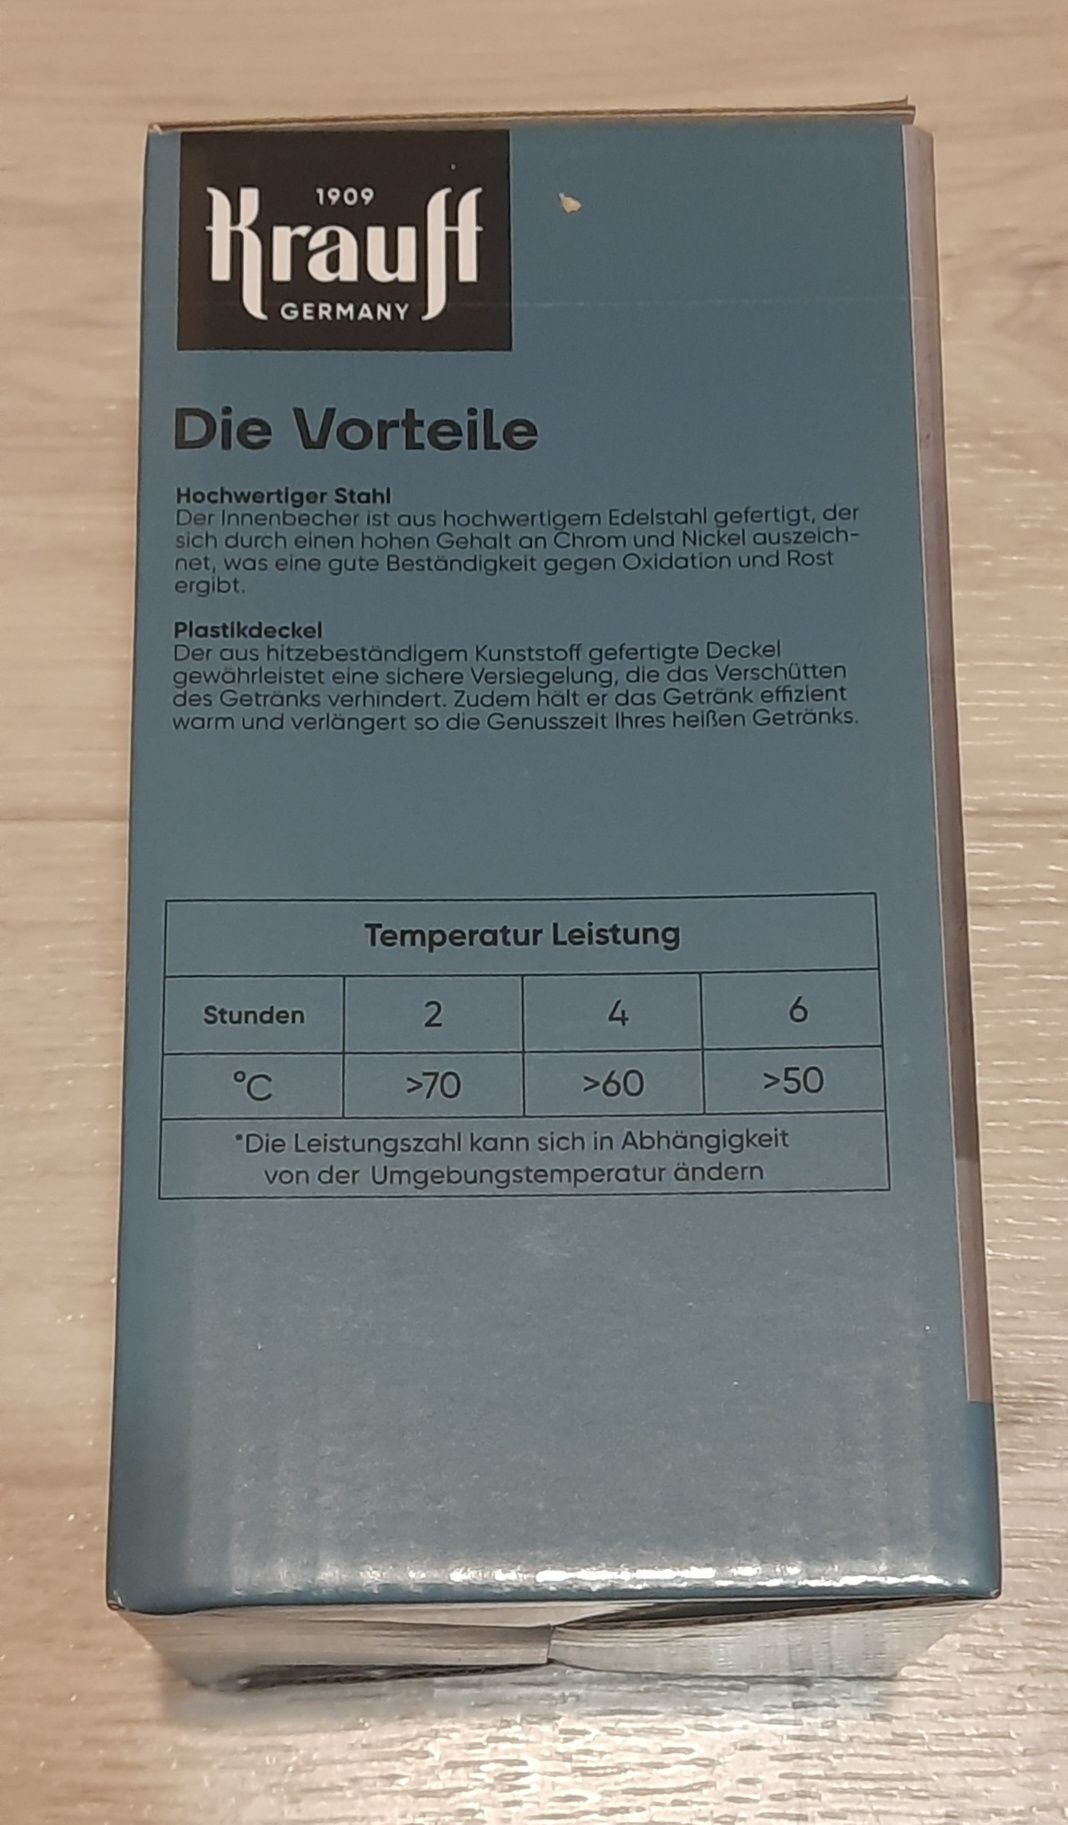 1909
Krauff
GERMANY
Die Vorteile
Hochwertiger Stahl
Der Innenbecher ist aus hochwertigem Edelstahl gefertigt, der
sich durch einen hohen Gehalt an Chrom und Nickel auszeich-
net, was eine gute Beständigkeit gegen Oxidation und Rost
ergibt.
Plastikdeckel
Der aus hitzebeständigem Kunststoff gefertigte Deckel
gewährleistet eine sichere Versiegelung, die das Verschütten
des Getränks verhindert. Zudem hält er das Getränk effizient
warm und verlängert so die Genusszeit Ihres heißen Getränks.
Temperatur Leistung
Stunden 2 4 6
°C >70 >60 >50
*Die Leistungszahl kann sich in Abhängigkeit
von der Umgebungstemperatur ändern